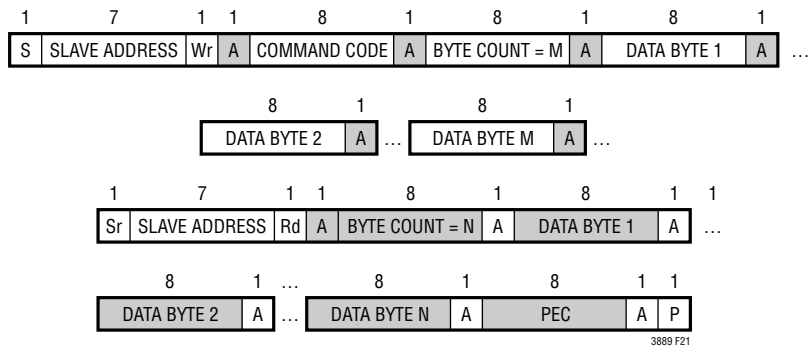 1 7 1 1 8 1 8 1 8 1
S SLAVE ADDRESS Wr A COMMAND CODE A BYTE COUNT = M A DATA BYTE 1 A …
8 1 8 1
DATA BYTE 2 A … DATA BYTE M A …
1 7 1 1 8 1 8 1 1
Sr SLAVE ADDRESS Rd A BYTE COUNT = N A DATA BYTE 1 A …
8 1 … 8 1 8 1 1
DATA BYTE 2 A … DATA BYTE N A PEC A P
3889 F21